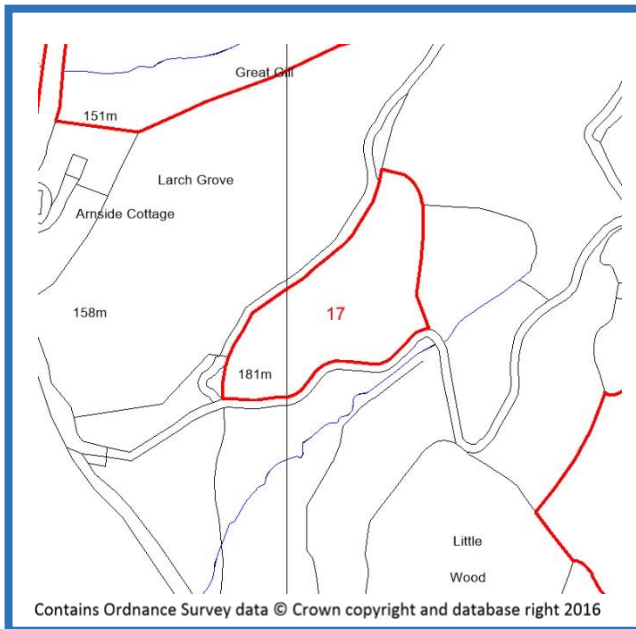 Great Gill
151m
Larch Grove
Arnside Cottage
158m
17
181m
Little
Wood
Contains Ordnance Survey data © Crown copyright and database right 2016